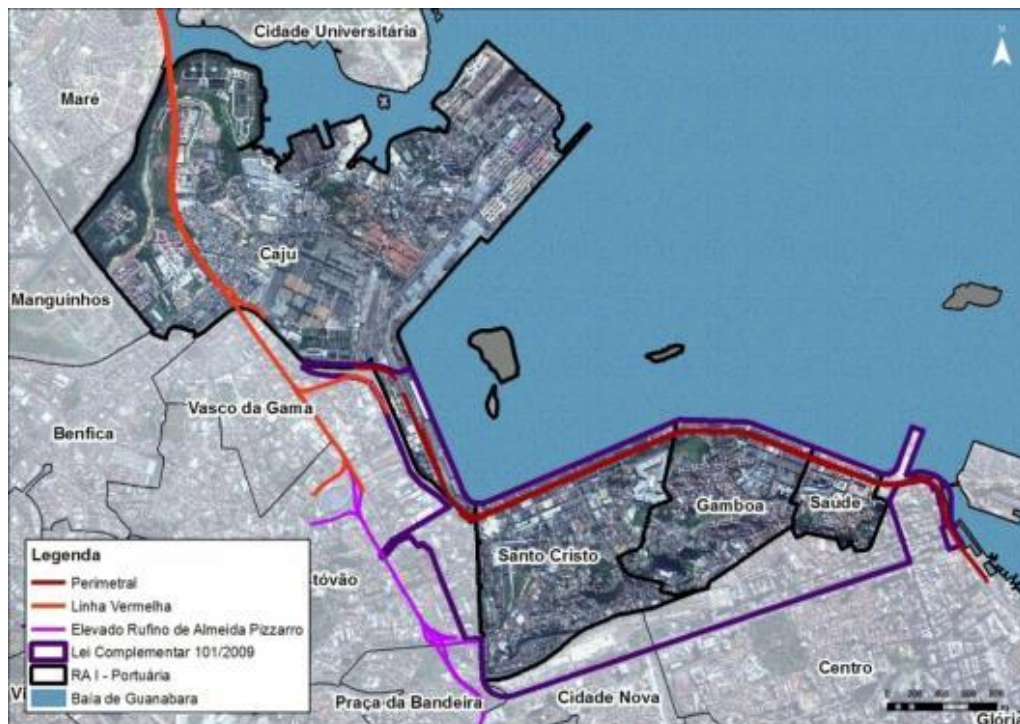 Cidade Universitária
N
Maré
Caju
Manguinhos
Vasco da Gama
Benfica
Gamboa
Saúde
Santo Cristo
Legenda
Perimetral
Linha Vermelha
Elevado Rufino de Almeida Pizzarro
Lei Complementar 101/2009
RA I - Portuária
Baía de Guanabara
stóvão
Centro
Praça da Bandeira
Cidade Nova
Glória